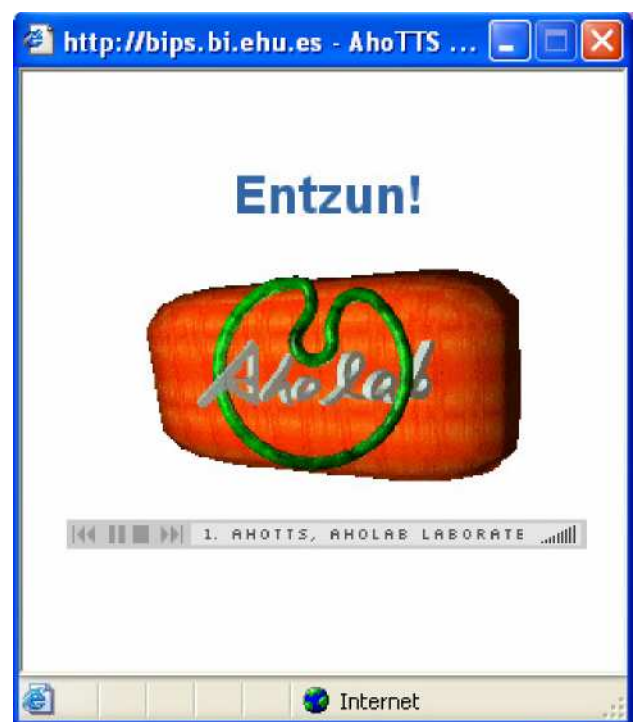 http://bips.bi.ehu.es - AhoTTS ...
Entzun!
Aholab
1. AHOTTS, AHOLAB LABORATE
Internet